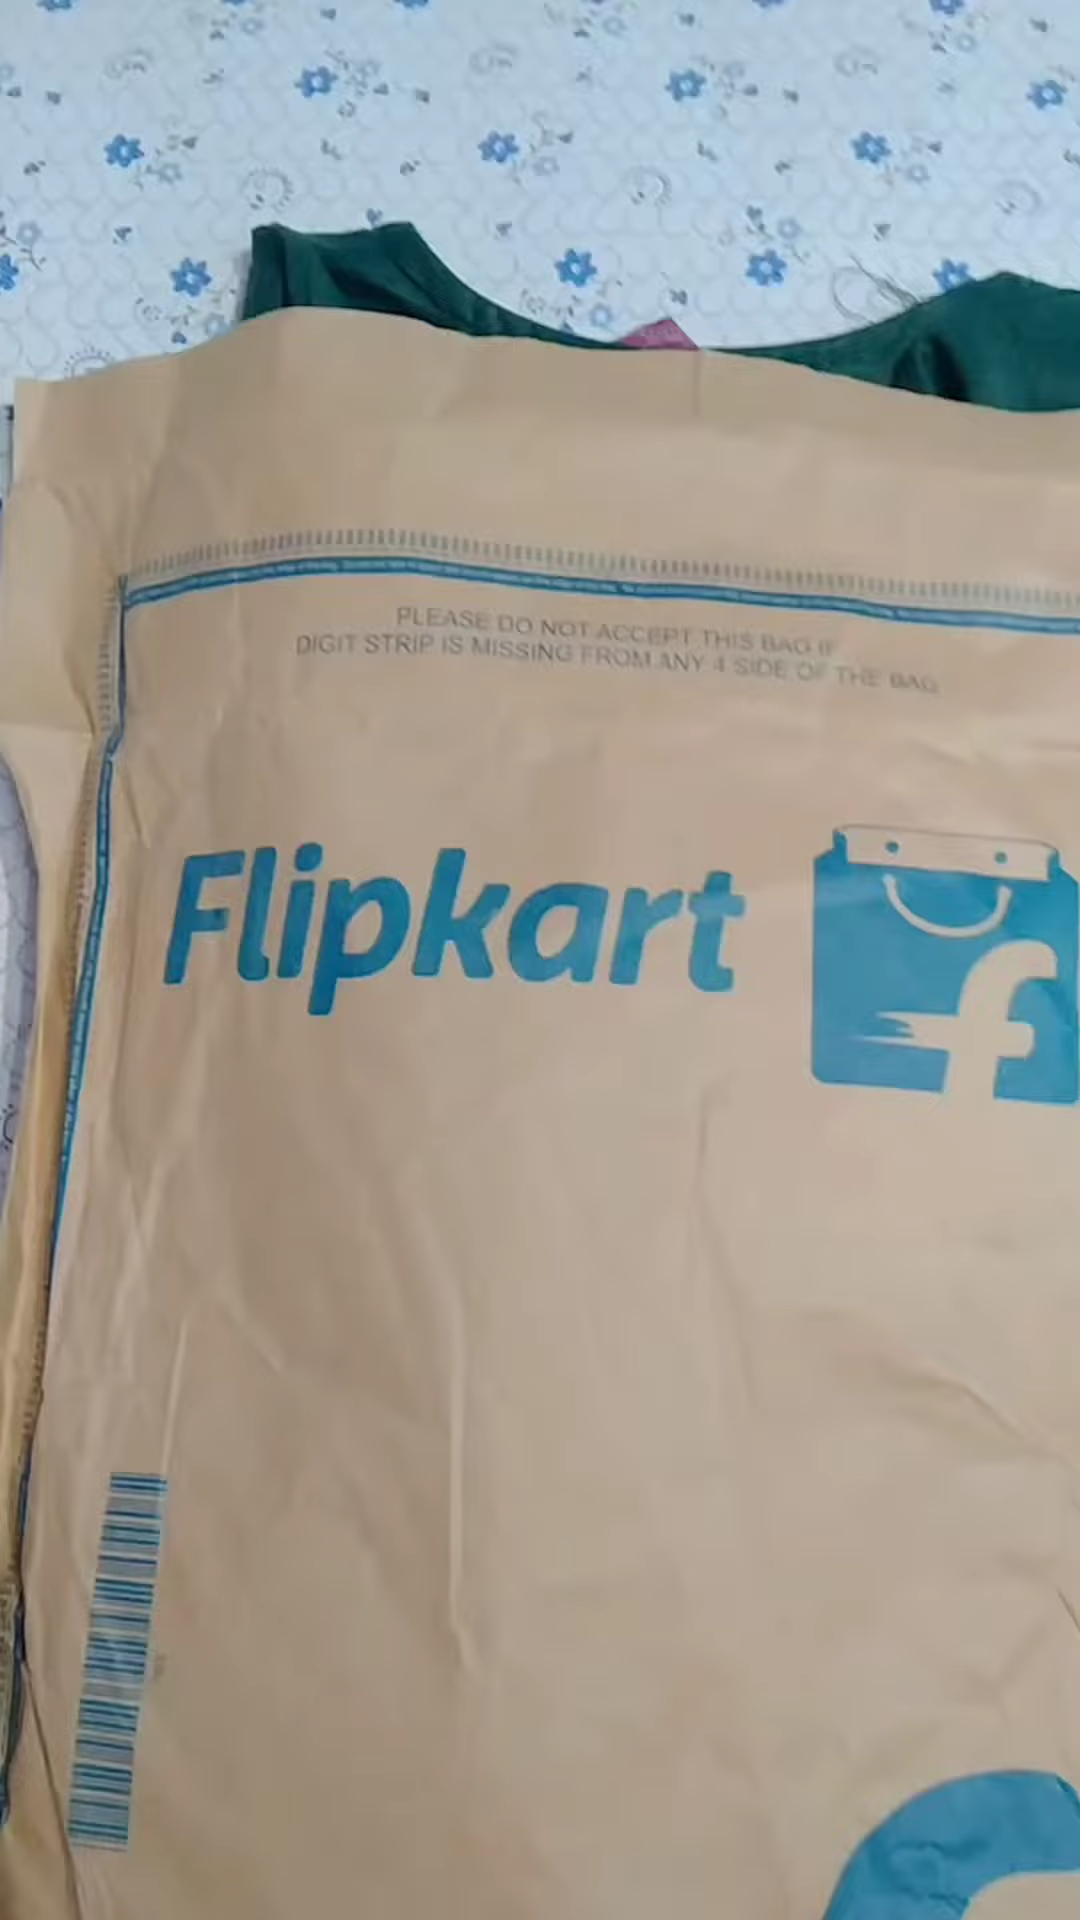 PLEASE DO NOT ACCEPT THIS BAG IF
DIGIT STRIP IS MISSING FROM ANY 4 SIDE OF THE BAG
Flipkart
f